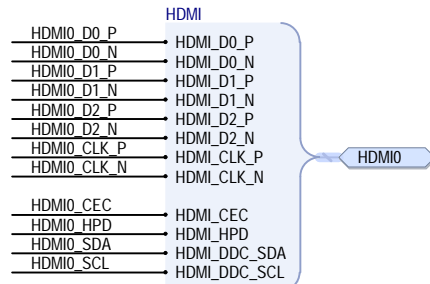 HDMI
HDMI0_D0_P HDMI_D0_P
HDMI0_D0_N HDMI_D0_N
HDMI0_D1_P HDMI_D1_P
HDMI0_D1_N HDMI_D1_N
HDMI0_D2_P HDMI_D2_P
HDMI0_D2_N HDMI_D2_N
HDMI0_CLK_P HDMI_CLK_P HDMI0
HDMI0_CLK_N HDMI_CLK_N
HDMI0_CEC HDMI_CEC
HDMI0_HPD HDMI_HPD
HDMI0_SDA HDMI_DDC_SDA
HDMI0_SCL HDMI_DDC_SCL